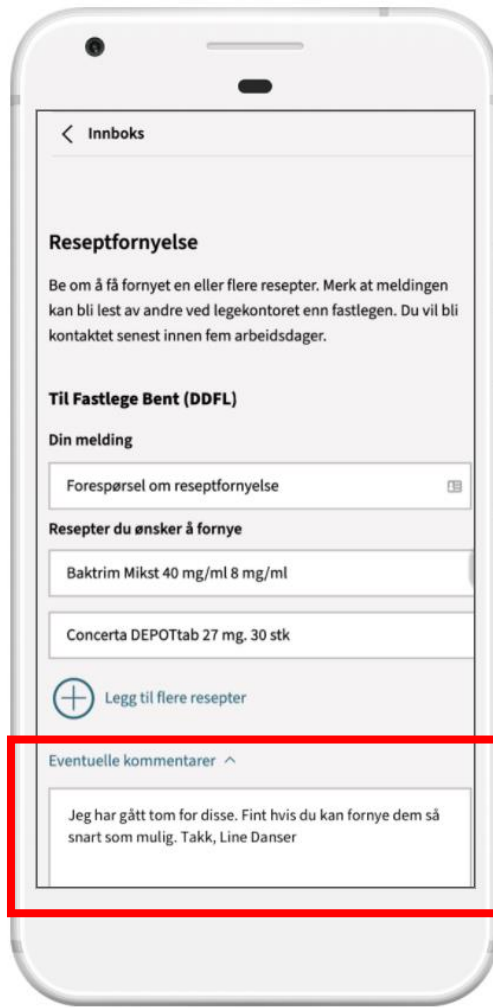 Innboks
Reseptfornyelse
Be om å få fornyet en eller flere resepter. Merk at meldingen
kan bli lest av andre ved legekontoret enn fastlegen. Du vil bli
kontaktet senest innen fem arbeidsdager.
Til Fastlege Bent (DDFL)
Din melding
Forespørsel om reseptfornyelse
Resepter du ønsker å fornye
Baktrim Mikst 40 mg/ml 8 mg/ml
Concerta DEPOTtab 27 mg. 30 stk
Legg til flere resepter
Eventuelle kommentarer
Jeg har gått tom for disse. Fint hvis du kan fornye dem så
snart som mulig. Takk, Line Danser